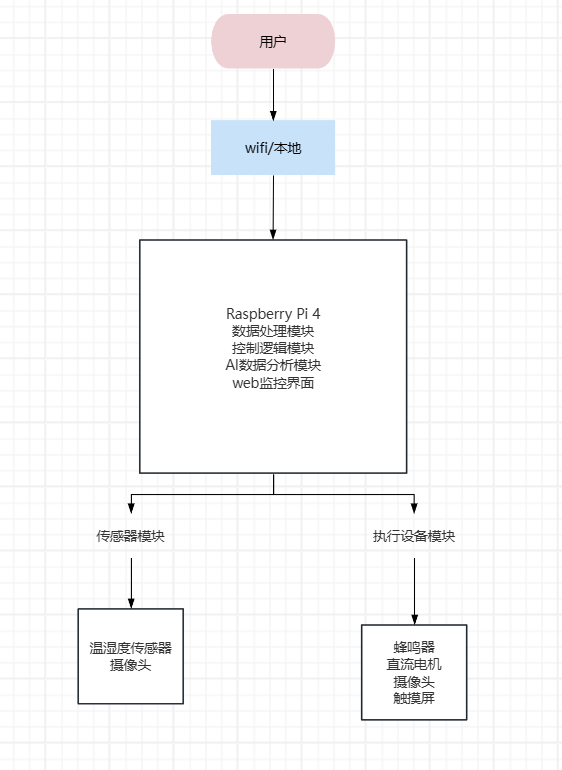 用户
wifi/本地
Raspberry Pi 4
数据处理模块
控制逻辑模块
AI数据分析模块
web监控界面
传感器模块
执行设备模块
温湿度传感器
摄像头
蜂鸣器
直流电机
摄像头
触摸屏